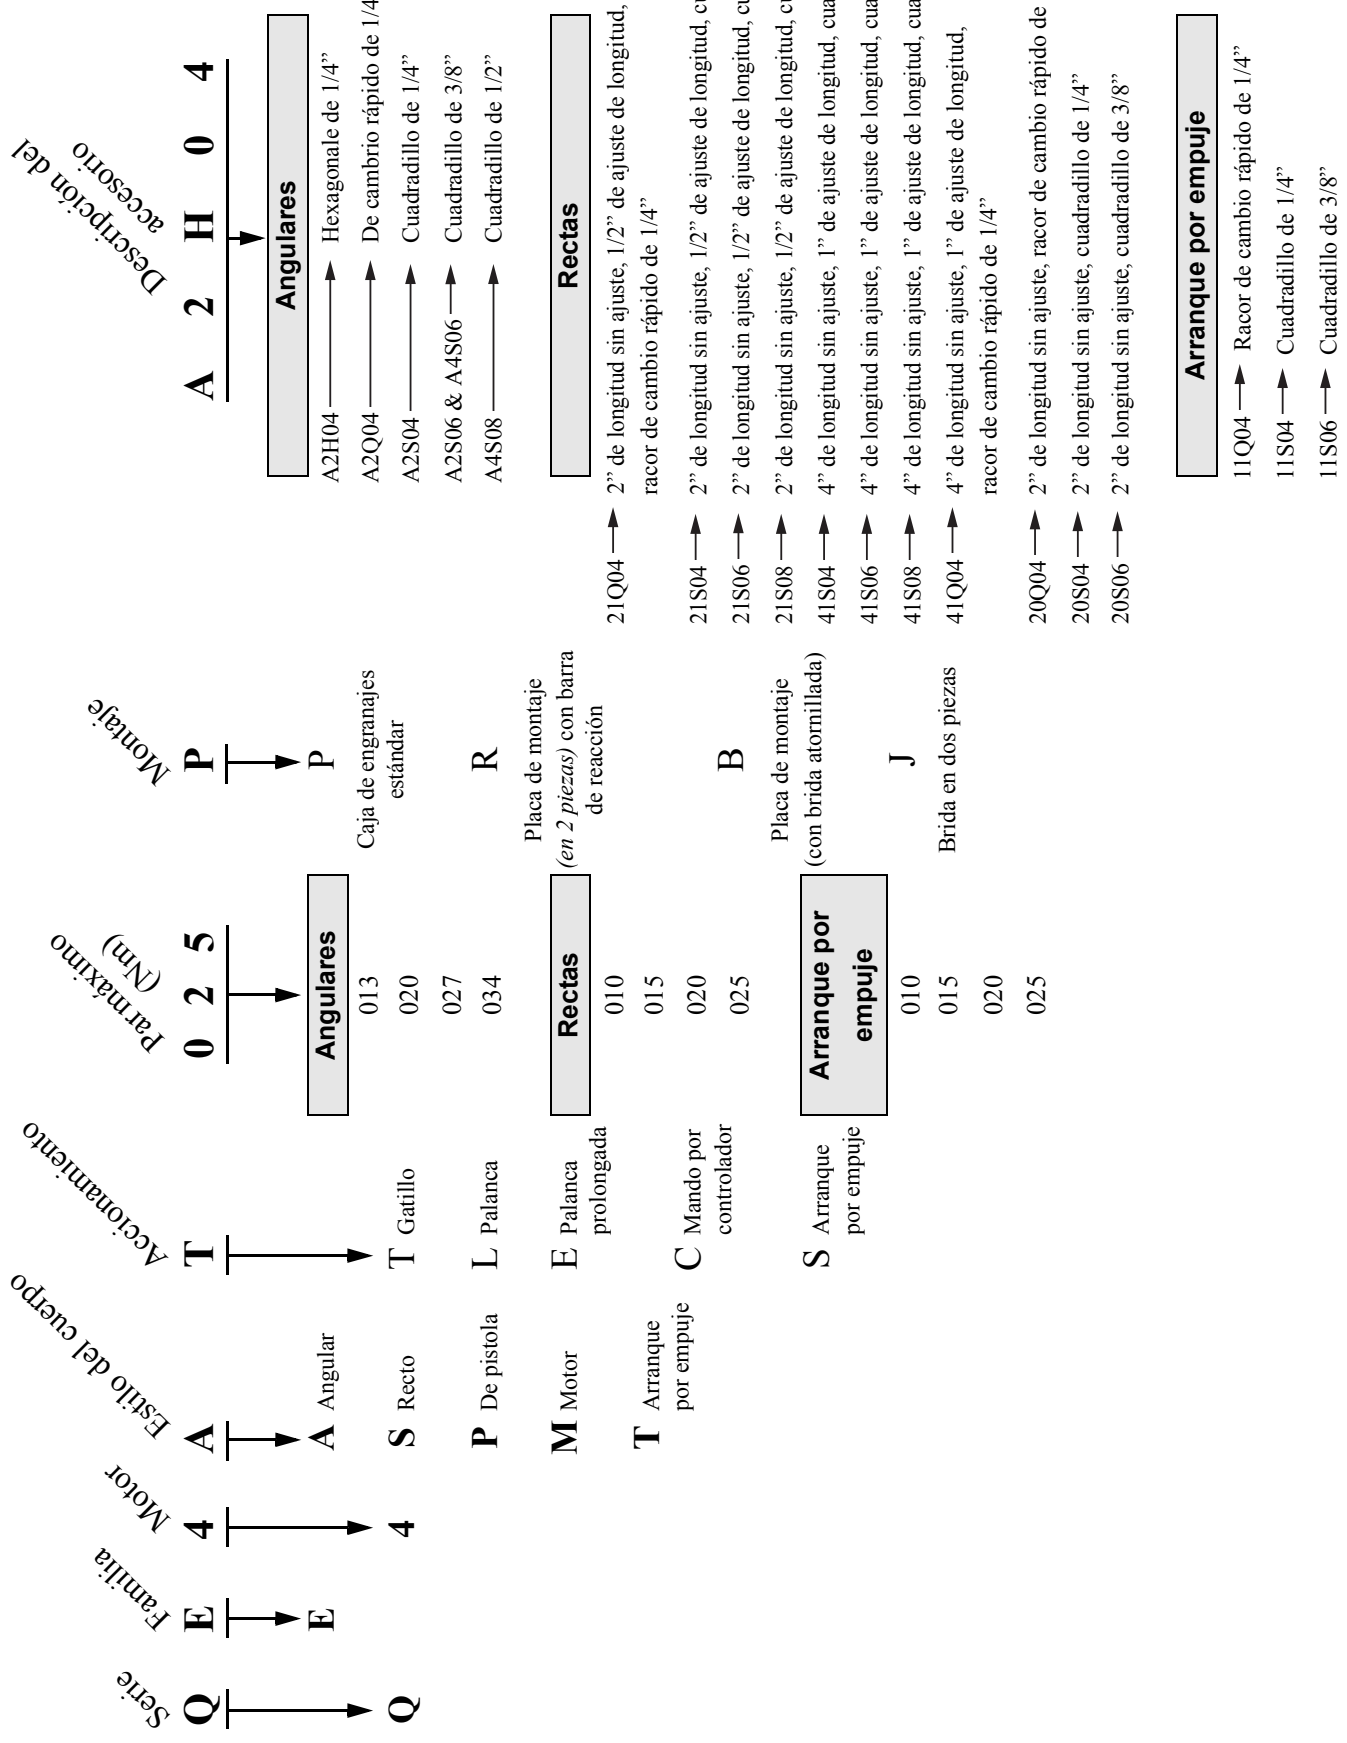 Serie
Familia
Motor
Estilo del cuerpo
Accionamiento
Par máximo
(Nm)
Montaje
Descripción del
accesorio
Q E 4 A T 0 2 5 P A 2 H 0 4
Q
E
4
A Angular
S Recto
P De pistola
M Motor
T Arranque
por empuje
T Gatillo
L Palanca
E Palanca
prolongada
C Mando por
controlador
S Arranque
por empuje
Angulares
013
020
027
034
Rectas
010
015
020
025
Arranque por
empuje
010
015
020
025
P
Caja de engranajes
estándar
R
Placa de montaje
(en 2 piezas) con barra
de reacción
B
Placa de montaje
(con brida atornillada)
J
Brida en dos piezas
Angulares
A2H04 Hexagonale de 1/4”
A2Q04 De cambrio rápido de 1/4
A2S04 Cuadradillo de 1/4”
A2S06 & A4S06 Cuadradillo de 3/8”
A4S08 Cuadradillo de 1/2”
Rectas
21Q04 2” de longitud sin ajuste, 1/2” de ajuste de longitud,
racor de cambio rápido de 1/4”
21S04 2” de longitud sin ajuste, 1/2” de ajuste de longitud,
21S06 2” de longitud sin ajuste, 1/2” de ajuste de longitud,
21S08 2” de longitud sin ajuste, 1/2” de ajuste de longitud,
41S04 4” de longitud sin ajuste, 1” de ajuste de longitud,
41S06 4” de longitud sin ajuste, 1” de ajuste de longitud,
41S08 4” de longitud sin ajuste, 1” de ajuste de longitud,
41Q04 4” de longitud sin ajuste, 1” de ajuste de longitud,
racor de cambio rápido de 1/4”
20Q04 2” de longitud sin ajuste, racor de cambio rápido de
20S04 2” de longitud sin ajuste, cuadradillo de 1/4”
20S06 2” de longitud sin ajuste, cuadradillo de 3/8”
Arranque por empuje
11Q04 Racor de cambio rápido de 1/4”
11S04 Cuadradillo de 1/4”
11S06 Cuadradillo de 3/8”